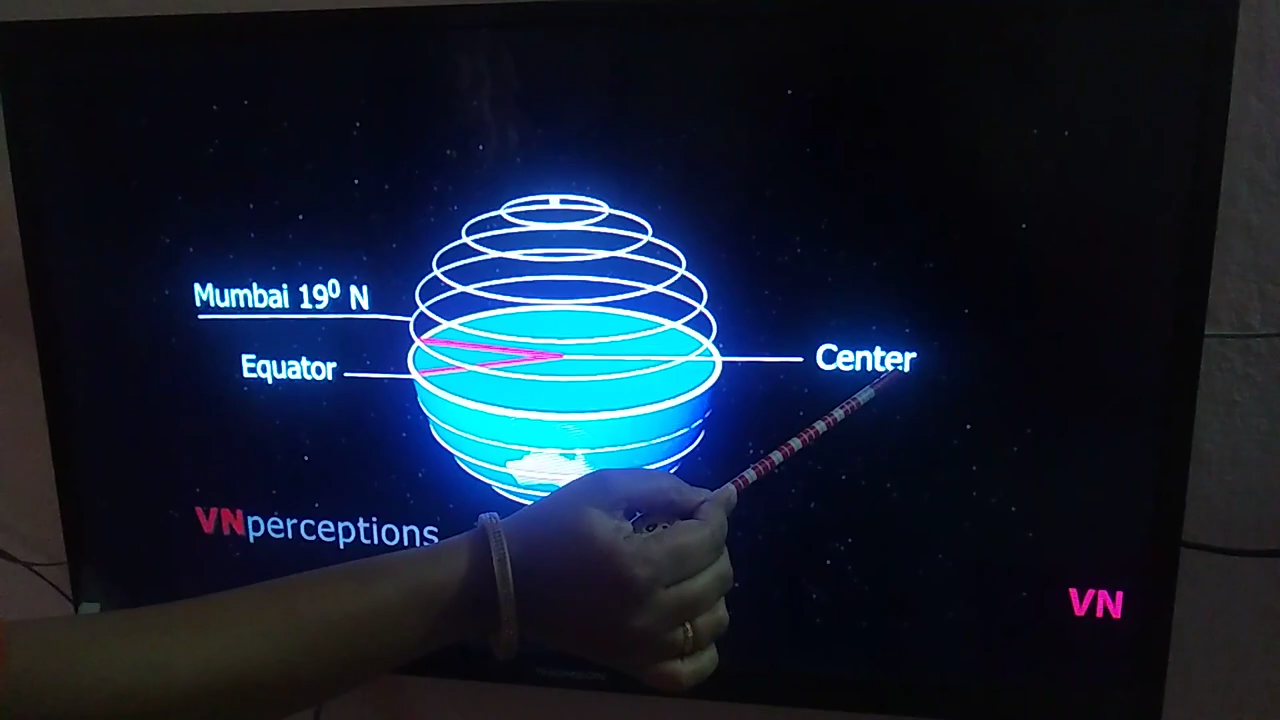 Mumbai 19⁰ N
Equator
Center
VNperceptions
VN